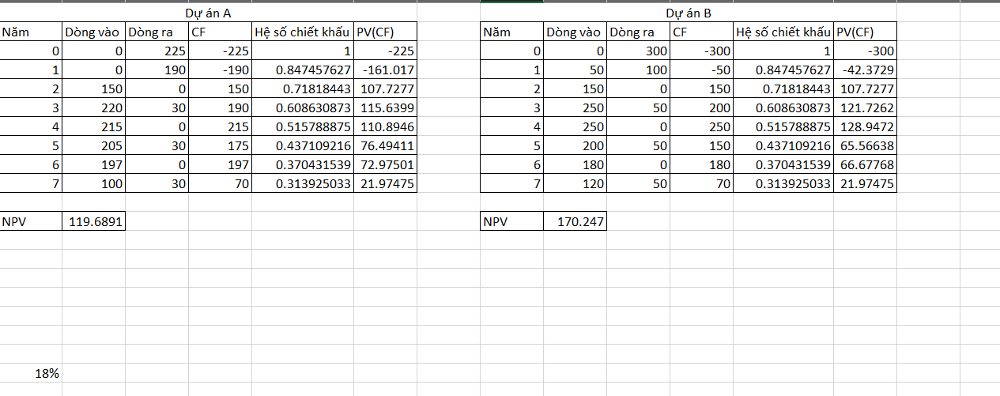 Dự án A Dự án B
Năm Dòng vào Dòng ra CF Hệ số chiết khấu PV(CF) Năm Dòng vào Dòng ra CF Hệ số chiết khấu PV(CF)
0 0 225 -225 1 -225 0 0 300 -300 1 -300
1 0 190 -190 0.847457627 -161.017 1 50 100 -50 0.847457627 -42.3729
2 150 0 150 0.71818443 107.7277 2 150 0 150 0.71818443 107.7277
3 220 30 190 0.608630873 115.6399 3 250 50 200 0.608630873 121.7262
4 215 0 215 0.515788875 110.8946 4 250 0 250 0.515788875 128.9472
5 205 30 175 0.437109216 76.49411 5 200 50 150 0.437109216 65.56638
6 197 0 197 0.370431539 72.97501 6 180 0 180 0.370431539 66.67768
7 100 30 70 0.313925033 21.97475 7 120 50 70 0.313925033 21.97475
NPV 119.6891 NPV 170.247
18%